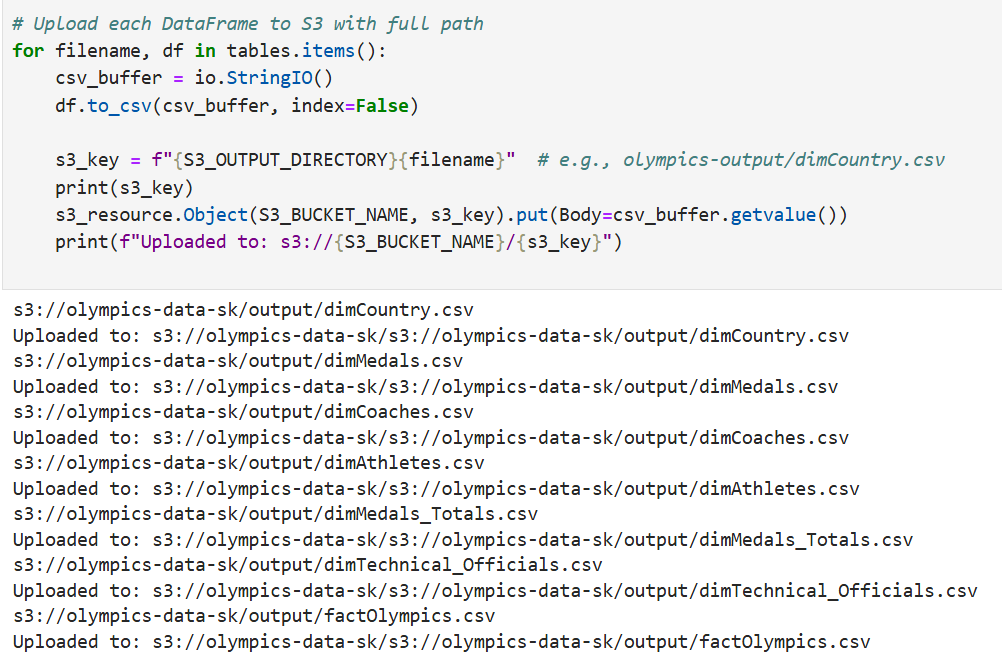 # Upload each DataFrame to S3 with full path
for filename, df in tables.items():
    csv_buffer = io.StringIO()
    df.to_csv(csv_buffer, index=False)

    s3_key = f"{S3_OUTPUT_DIRECTORY}{filename}"  # e.g., olympics-output/dimCountry.csv
    print(s3_key)
    s3_resource.Object(S3_BUCKET_NAME, s3_key).put(Body=csv_buffer.getvalue())
    print(f"Uploaded to: s3://{S3_BUCKET_NAME}/{s3_key}")

s3://olympics-data-sk/output/dimCountry.csv
Uploaded to: s3://olympics-data-sk/s3://olympics-data-sk/output/dimCountry.csv
s3://olympics-data-sk/output/dimMedals.csv
Uploaded to: s3://olympics-data-sk/s3://olympics-data-sk/output/dimMedals.csv
s3://olympics-data-sk/output/dimCoaches.csv
Uploaded to: s3://olympics-data-sk/s3://olympics-data-sk/output/dimCoaches.csv
s3://olympics-data-sk/output/dimAthletes.csv
Uploaded to: s3://olympics-data-sk/s3://olympics-data-sk/output/dimAthletes.csv
s3://olympics-data-sk/output/dimMedals_Totals.csv
Uploaded to: s3://olympics-data-sk/s3://olympics-data-sk/output/dimMedals_Totals.csv
s3://olympics-data-sk/output/dimTechnical_Officials.csv
Uploaded to: s3://olympics-data-sk/s3://olympics-data-sk/output/dimTechnical_Officials.csv
s3://olympics-data-sk/output/factOlympics.csv
Uploaded to: s3://olympics-data-sk/s3://olympics-data-sk/output/factOlympics.csv